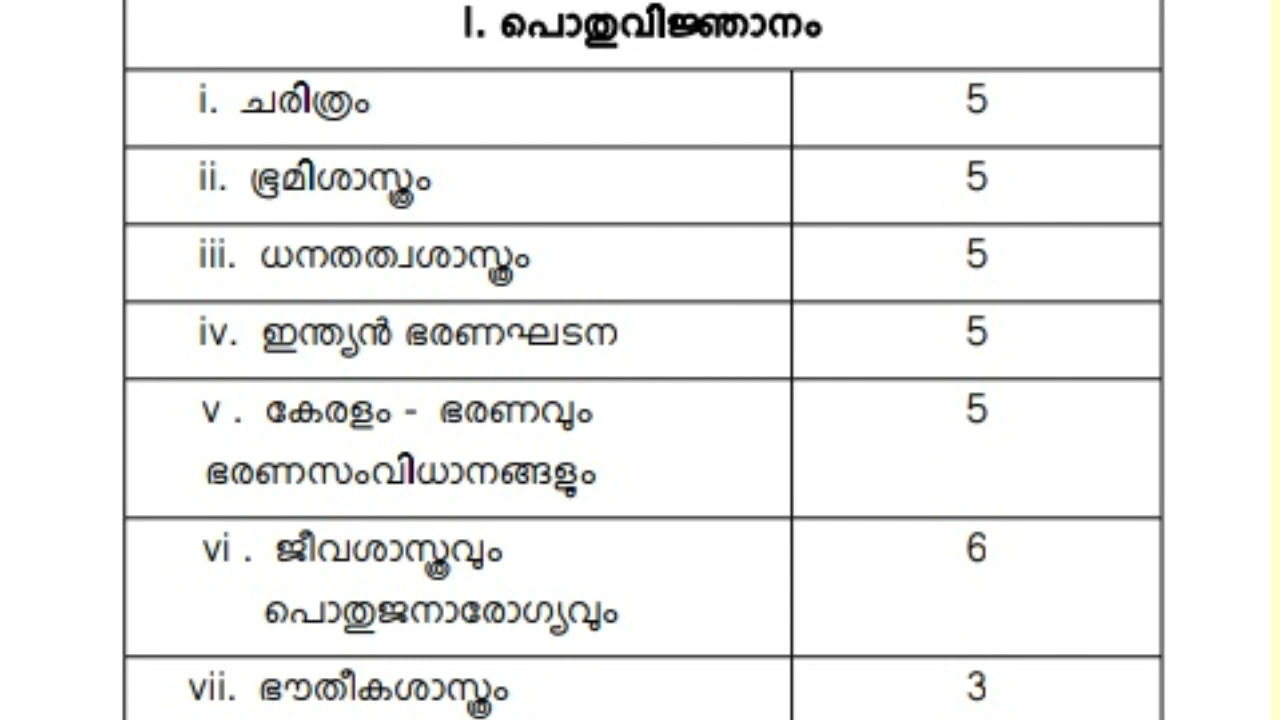 I. പൊതുവിജ്ഞാനം
i. ചരിത്രം 5
ii. ഭൂമിശാസ്ത്രം 5
iii. ധനതത്വശാസ്ത്രം 5
iv. ഇന്ത്യൻ ഭരണഘടന 5
v . കേരളം - ഭരണവും 5
ഭരണസംവിധാനങ്ങളും
vi . ജീവശാസ്ത്രവും 6
പൊതുജനാരോഗ്യവും
vii. ഭൗതീകശാസ്ത്രം 3